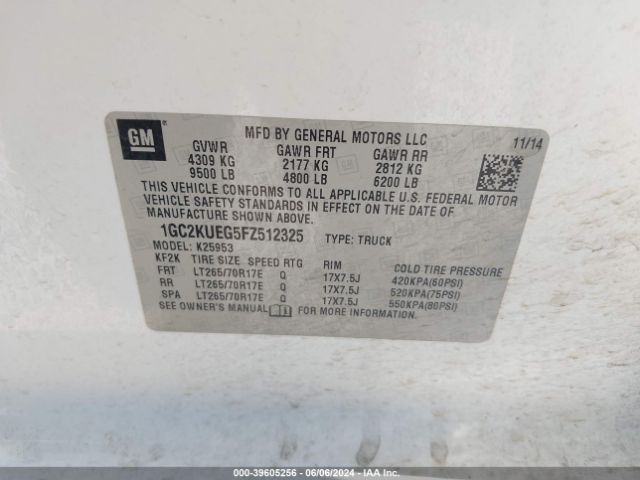 GM
MFD BY GENERAL MOTORS LLC
11/14
GVWR GAWR FRT GAWR RR
4309 KG 2177 KG 2812 KG
9500 LB 4800 LB 6200 LB
THIS VEHICLE CONFORMS TO ALL APPLICABLE U.S. FEDERAL MOTOR
VEHICLE SAFETY STANDARDS IN EFFECT ON THE DATE OF
MANUFACTURE SHOWN ABOVE.
1GC2KUEG5FZ512325 TYPE: TRUCK
MODEL: K25953
KF2K TIRE SIZE SPEED RTG RIM COLD TIRE PRESSURE
FRT LT265/70R17E Q 17X7.5J 420KPA(60PSI)
RR LT265/70R17E Q 17X7.5J 520KPA(75PSI)
SPA LT265/70R17E Q 17X7.5J 550KPA(80PSI)
SEE OWNER'S MANUAL FOR MORE INFORMATION.
000-39605256 - 06/06/2024 - IAA Inc.